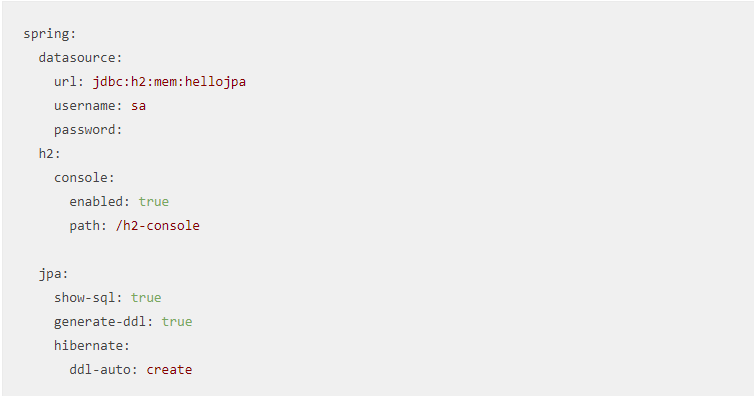 spring:
  datasource:
    url: jdbc:h2:mem:hellojpa
    username: sa
    password:
  h2:
    console:
      enabled: true
      path: /h2-console

  jpa:
    show-sql: true
    generate-ddl: true
    hibernate:
      ddl-auto: create